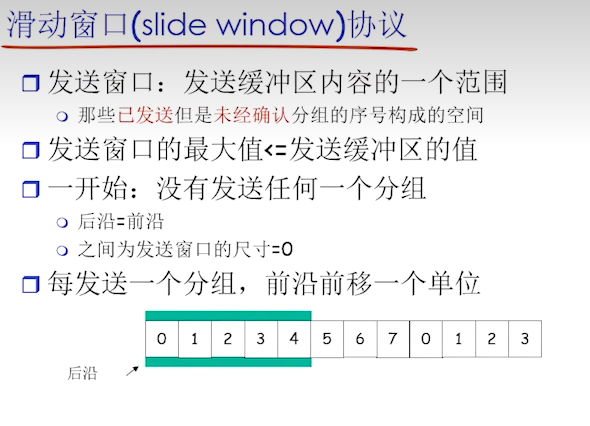 滑动窗口(slide window)协议
发送窗口：发送缓冲区内容的一个范围
那些已发送但是未经确认分组的序号构成的空间
发送窗口的最大值<=发送缓冲区的值
一开始：没有发送任何一个分组
后沿=前沿
之间为发送窗口的尺寸=0
每发送一个分组，前沿前移一个单位
0 1 2 3 4 5 6 7 0 1 2 3
后沿